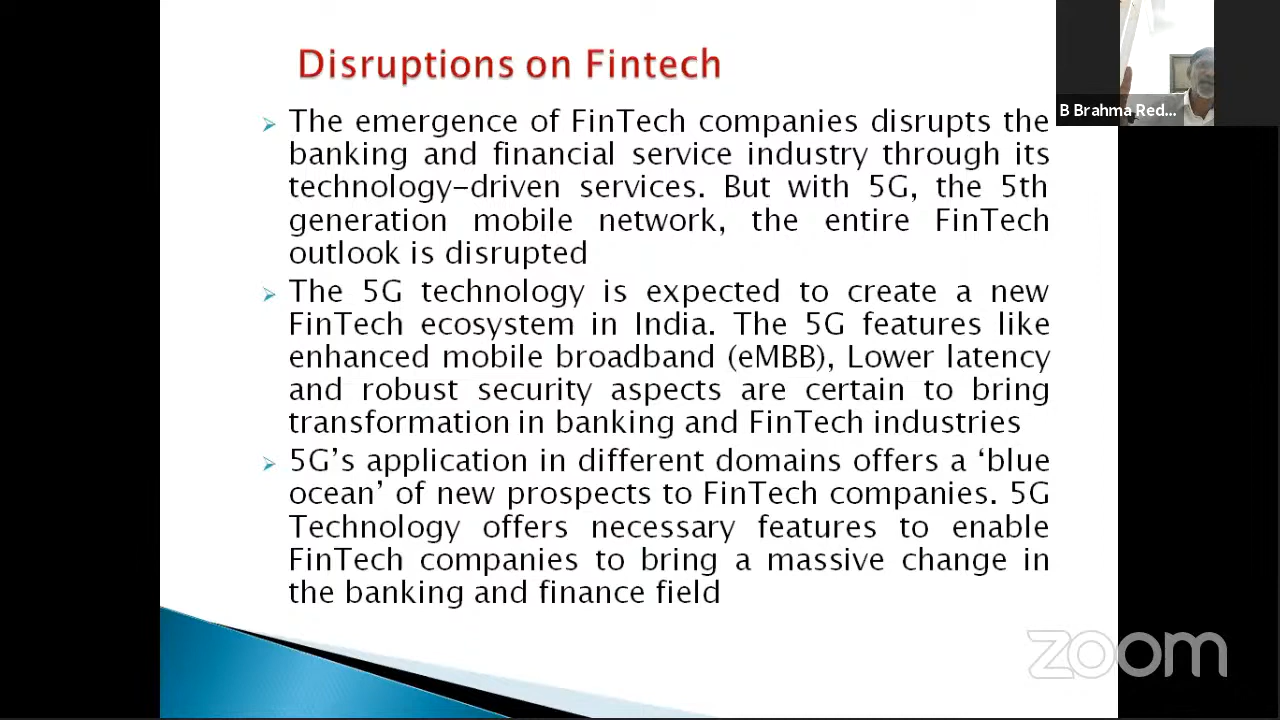 Disruptions on Fintech
B Brahma Red...
The emergence of FinTech companies disrupts the
banking and financial service industry through its
technology-driven services. But with 5G, the 5th
generation mobile network, the entire FinTech
outlook is disrupted
The 5G technology is expected to create a new
FinTech ecosystem in India. The 5G features like
enhanced mobile broadband (eMBB), Lower latency
and robust security aspects are certain to bring
transformation in banking and FinTech industries
5G's application in different domains offers a 'blue
ocean' of new prospects to FinTech companies. 5G
Technology offers necessary features to enable
FinTech companies to bring a massive change in
the banking and finance field
zoom